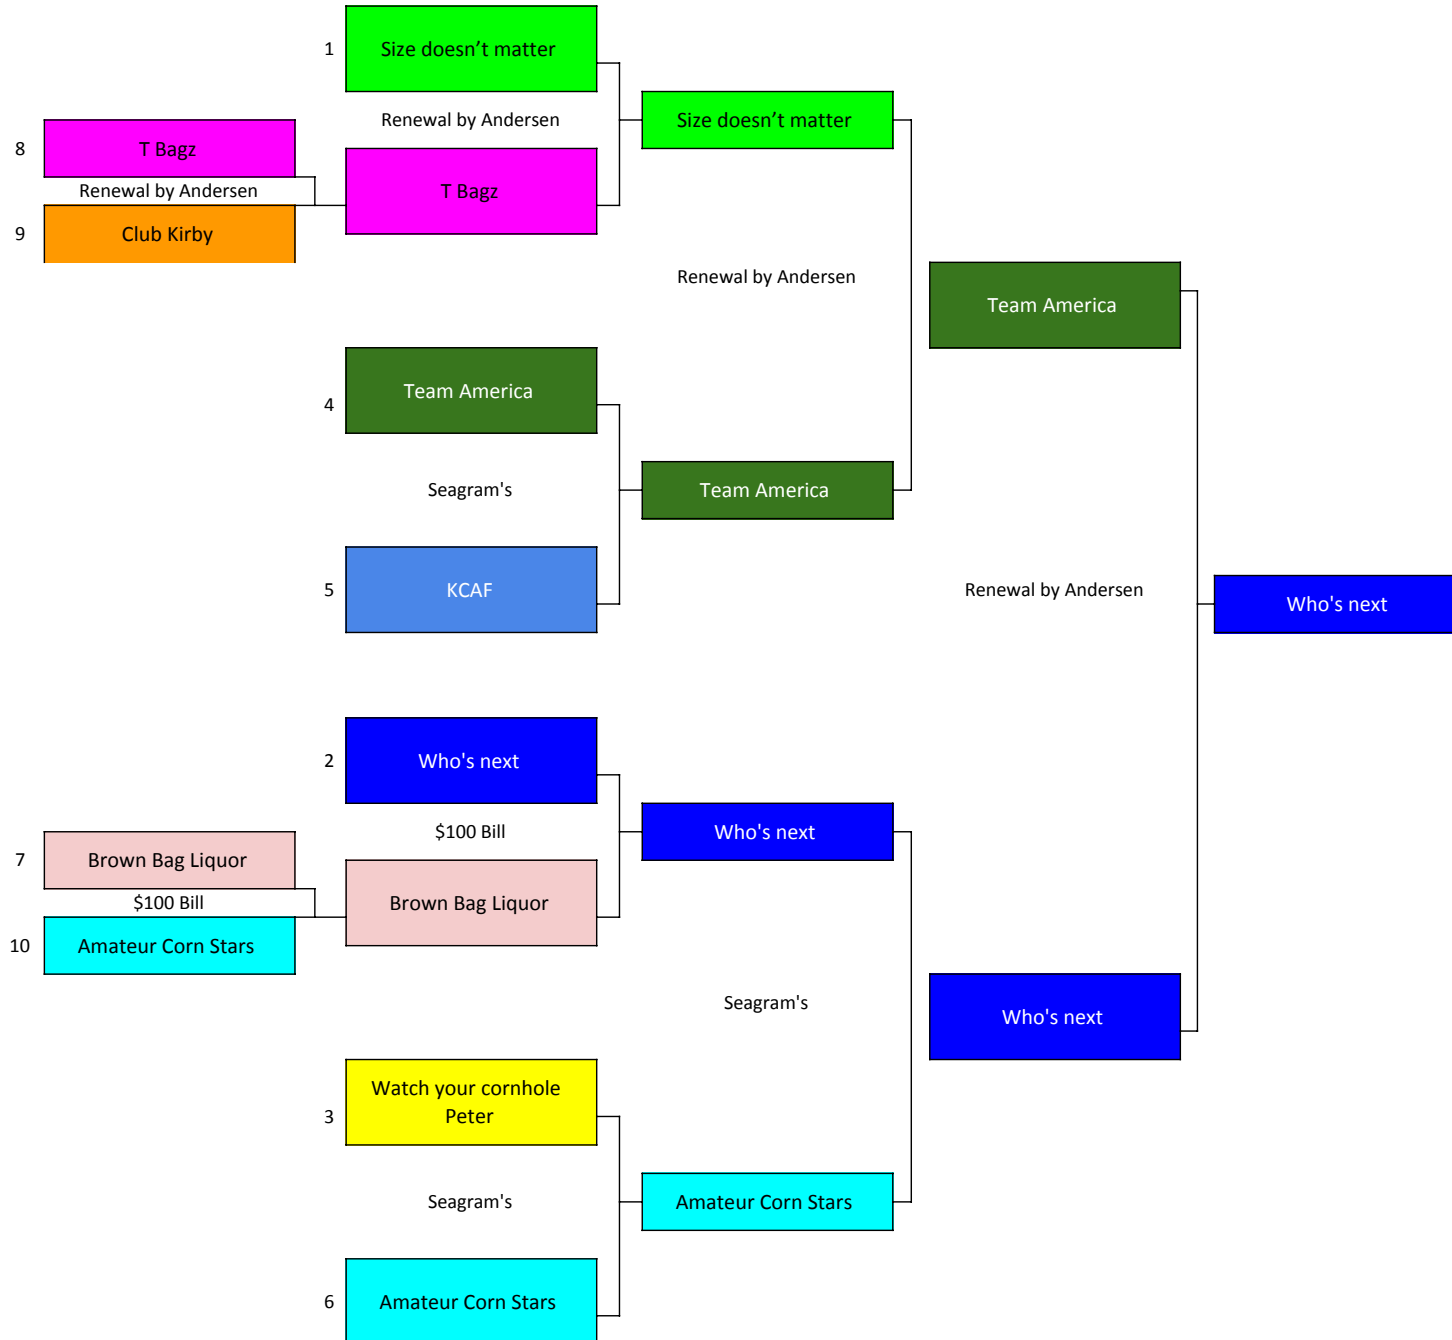 1
Size doesn’t matter
Renewal by Andersen
Size doesn’t matter
8
T Bagz
Renewal by Andersen
T Bagz
9
Club Kirby
Renewal by Andersen
Team America
4
Team America
Seagram's
Team America
5
KCAF
Renewal by Andersen
Who's next
2
Who's next
$100 Bill
Who's next
7
Brown Bag Liquor
$100 Bill
Brown Bag Liquor
10
Amateur Corn Stars
Seagram's
Who's next
3
Watch your cornhole
Peter
Seagram's
Amateur Corn Stars
6
Amateur Corn Stars